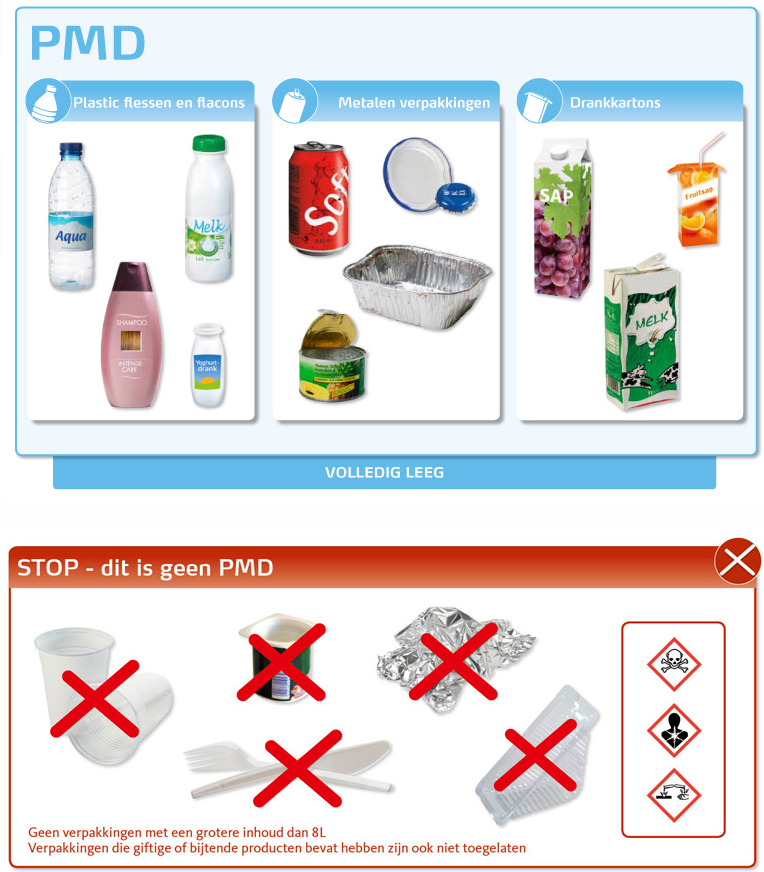 PMD
Plastic flessen en flacons
Metalen verpakkingen
Drankkartons
Aqua
Melk
SHAMPOO
INTENSE
CARE
Yoghurt-
drank
Soft
SAP
Fruitsap
MELK
VOLLEDIG LEEG
STOP - dit is geen PMD
Geen verpakkingen met een grotere inhoud dan 8L
Verpakkingen die giftige of bijtende producten bevat hebben zijn ook niet toegelaten